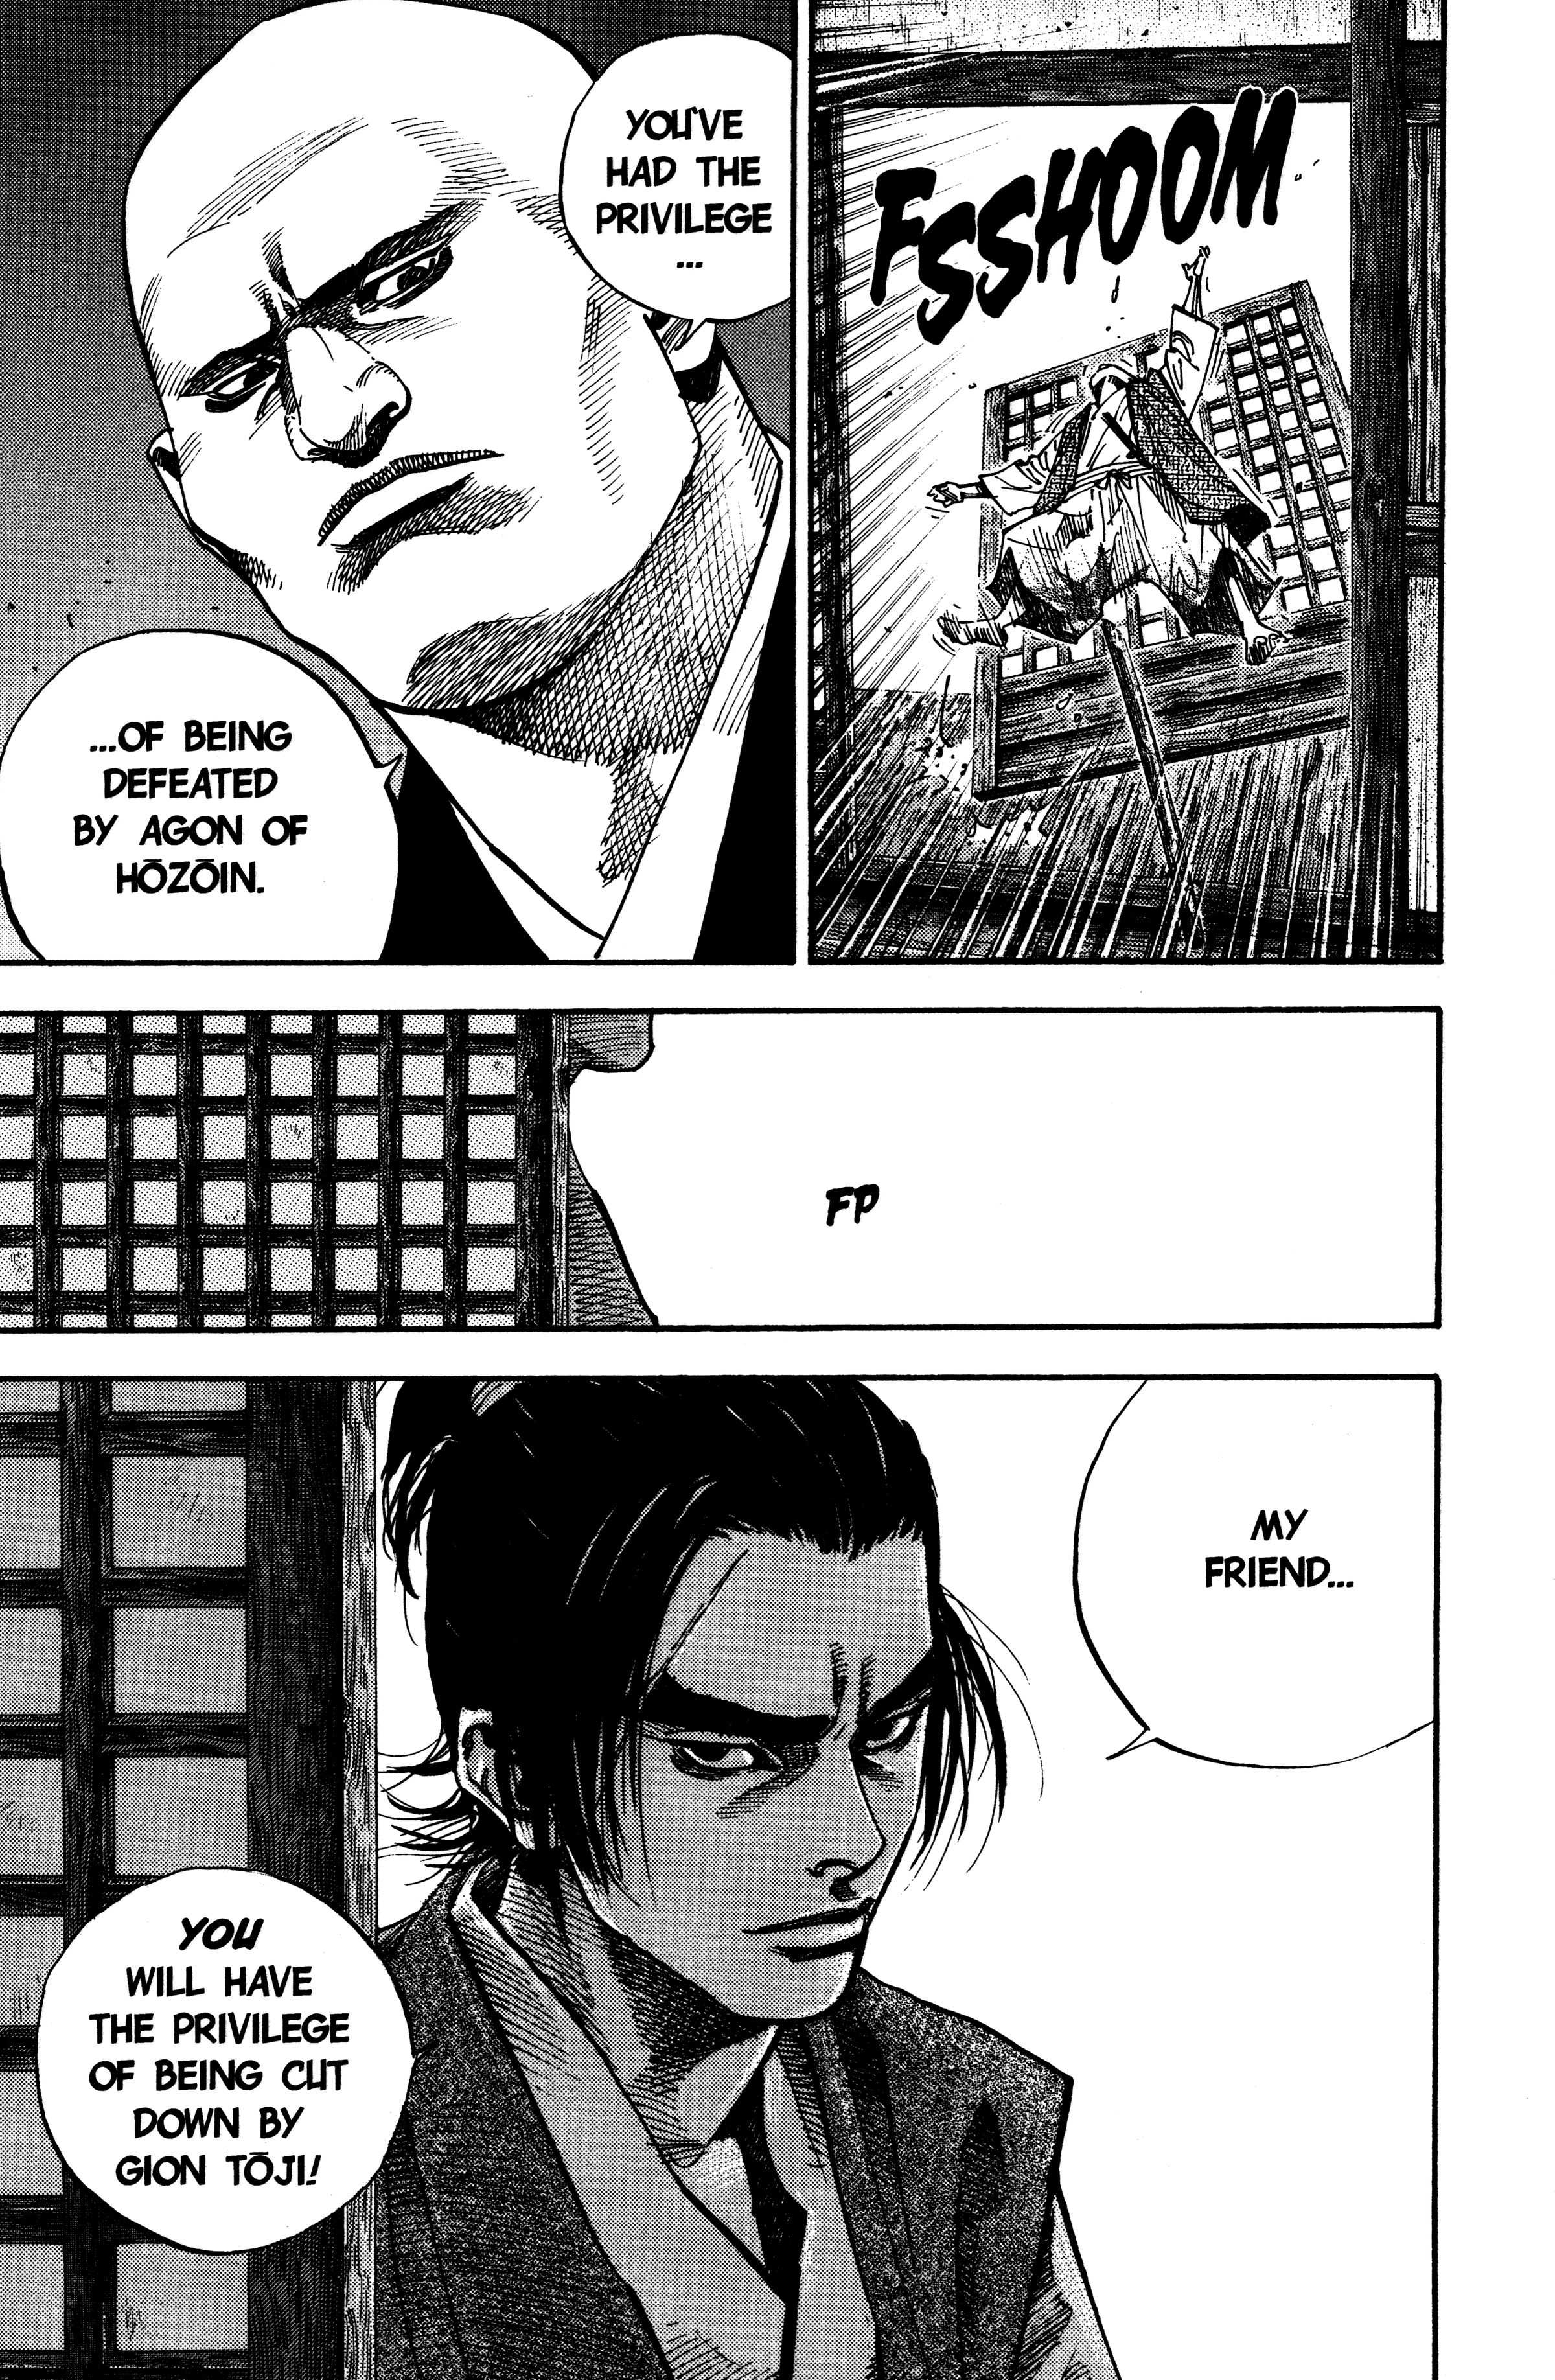 FSSHOOM
YOU'VE
HAD THE
PRIVILEGE
...
...OF BEING
DEFEATED
BY AGON OF
HŌZŌIN.
FP
MY
FRIEND...
YOU
WILL HAVE
THE PRIVILEGE
OF BEING CUT
DOWN BY
GION TŌJI!